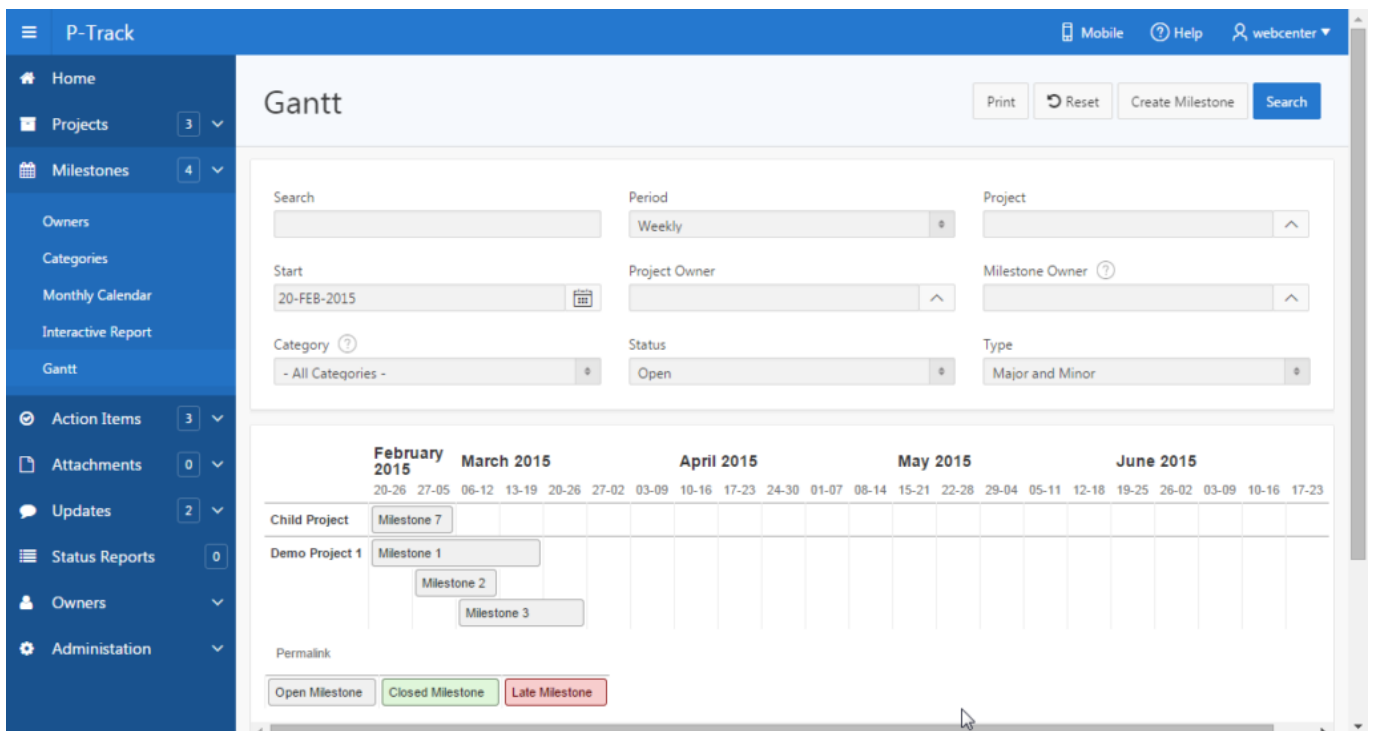 P-Track
Mobile
Help
webcenter
Home
Projects 3
Milestones 4
Owners
Categories
Monthly Calendar
Interactive Report
Gantt
Action Items 3
Attachments 0
Updates 2
Status Reports 0
Owners
Administation
Gantt
Print
Reset
Create Milestone
Search
Search
Period
Project
Weekly
Start
Project Owner
Milestone Owner ?
20-FEB-2015
Category ?
Status
Type
- All Categories -
Open
Major and Minor
February 2015
March 2015
April 2015
May 2015
June 2015
20-26 27-05 06-12 13-19 20-26 27-02 03-09 10-16 17-23 24-30 01-07 08-14 15-21 22-28 29-04 05-11 12-18 19-25 26-02 03-09 10-16 17-23
Child Project Milestone 7
Demo Project 1 Milestone 1
Milestone 2
Milestone 3
Permalink
Open Milestone Closed Milestone Late Milestone